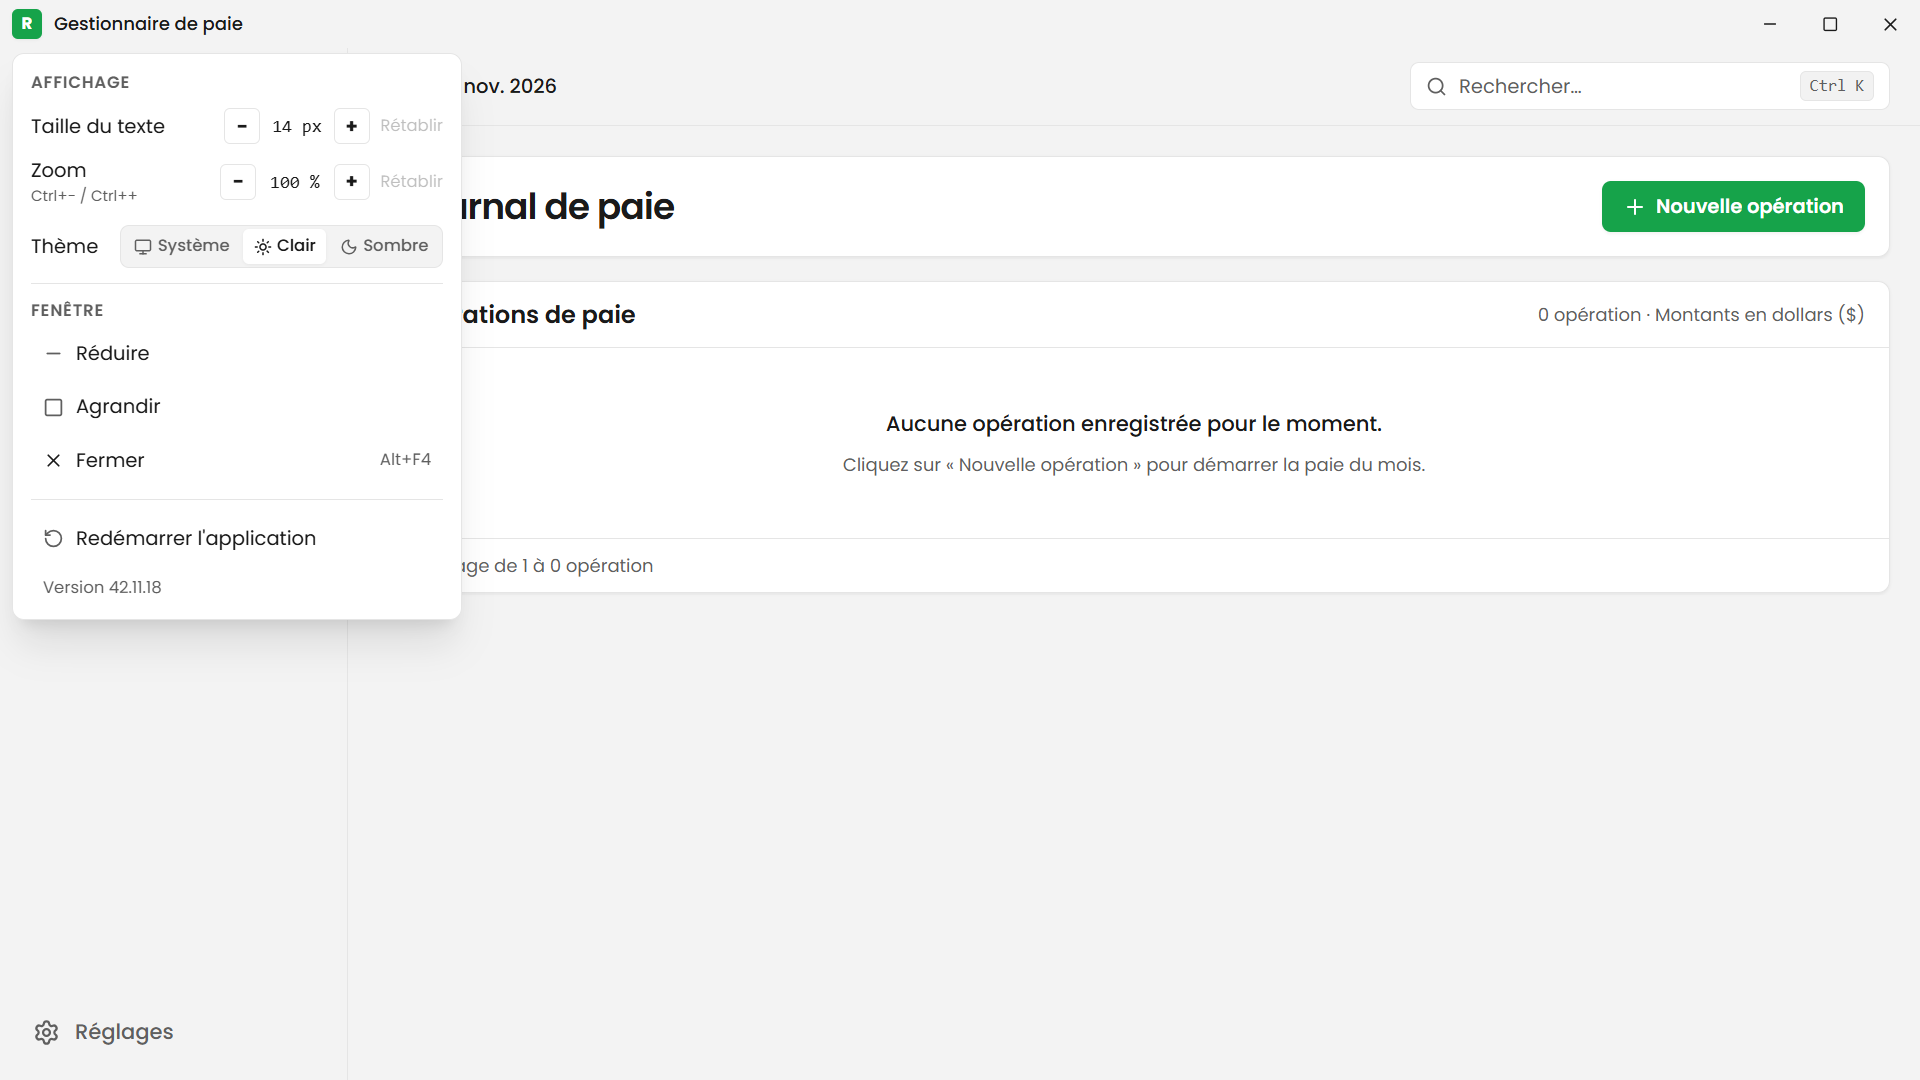 R Gestionnaire de paie
AFFICHAGE
Taille du texte - 14 px + Rétablir
Zoom
Ctrl+- / Ctrl++
- 100 % + Rétablir
Thème Système Clair Sombre
FENÊTRE
Réduire
Agrandir
Fermer Alt+F4
Redémarrer l'application
Version 42.11.18
Réglages
nov. 2026
Rechercher... Ctrl K
urnal de paie
Nouvelle opération
ations de paie
0 opération · Montants en dollars ($)
Aucune opération enregistrée pour le moment.
Cliquez sur « Nouvelle opération » pour démarrer la paie du mois.
age de 1 à 0 opération